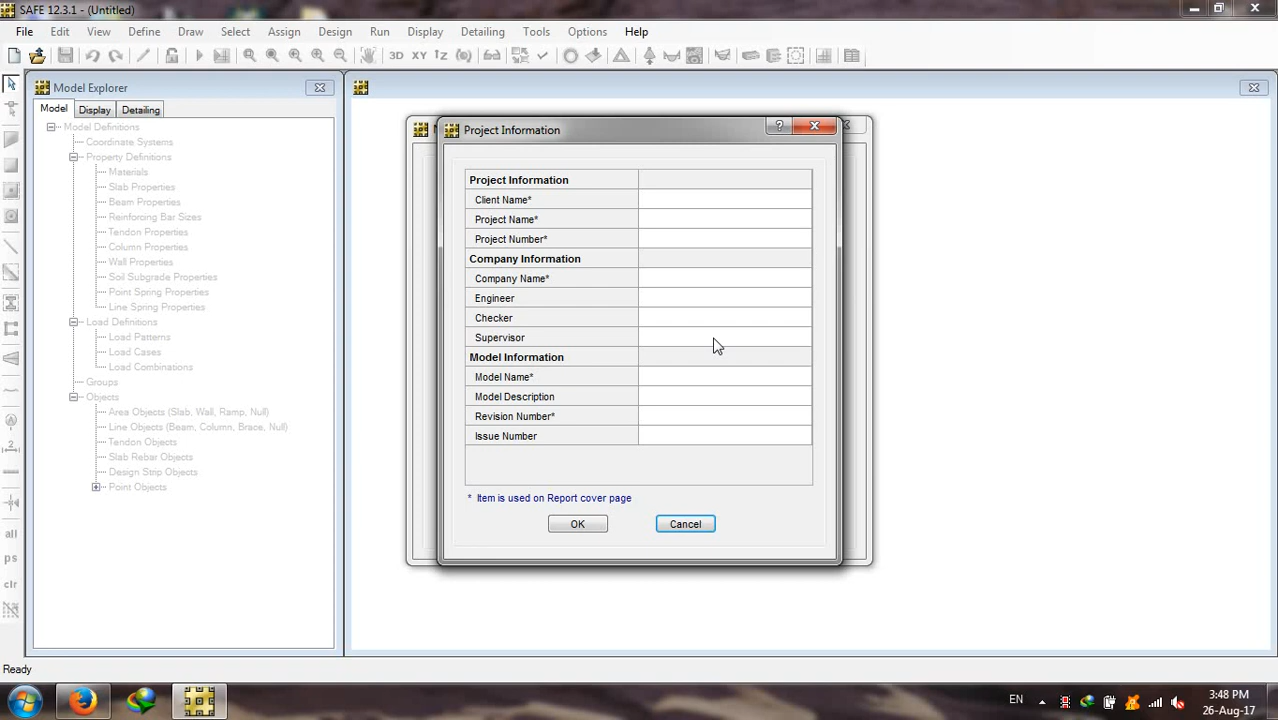 SAFE 12.3.1 - (Untitled)
File Edit View Define Draw Select Assign Design Run Display Detailing Tools Options Help
3D XY
Model Explorer
Model Display Detailing
Model Definitions
Coordinate Systems
Property Definitions
Materials
Slab Properties
Beam Properties
Reinforcing Bar Sizes
Tendon Properties
Column Properties
Wall Properties
Soil Subgrade Properties
Point Spring Properties
Line Spring Properties
Load Definitions
Load Patterns
Load Cases
Load Combinations
Groups
Objects
Area Objects (Slab, Wall, Ramp, Null)
Line Objects (Beam, Column, Brace, Null)
Tendon Objects
Slab Rebar Objects
Design Strip Objects
Point Objects
all
ps
clr
Project Information
Project Information
Client Name*
Project Name*
Project Number*
Company Information
Company Name*
Engineer
Checker
Supervisor
Model Information
Model Name*
Model Description
Revision Number*
Issue Number
* Item is used on Report cover page
OK Cancel
Ready
EN
3:48 PM
26-Aug-17